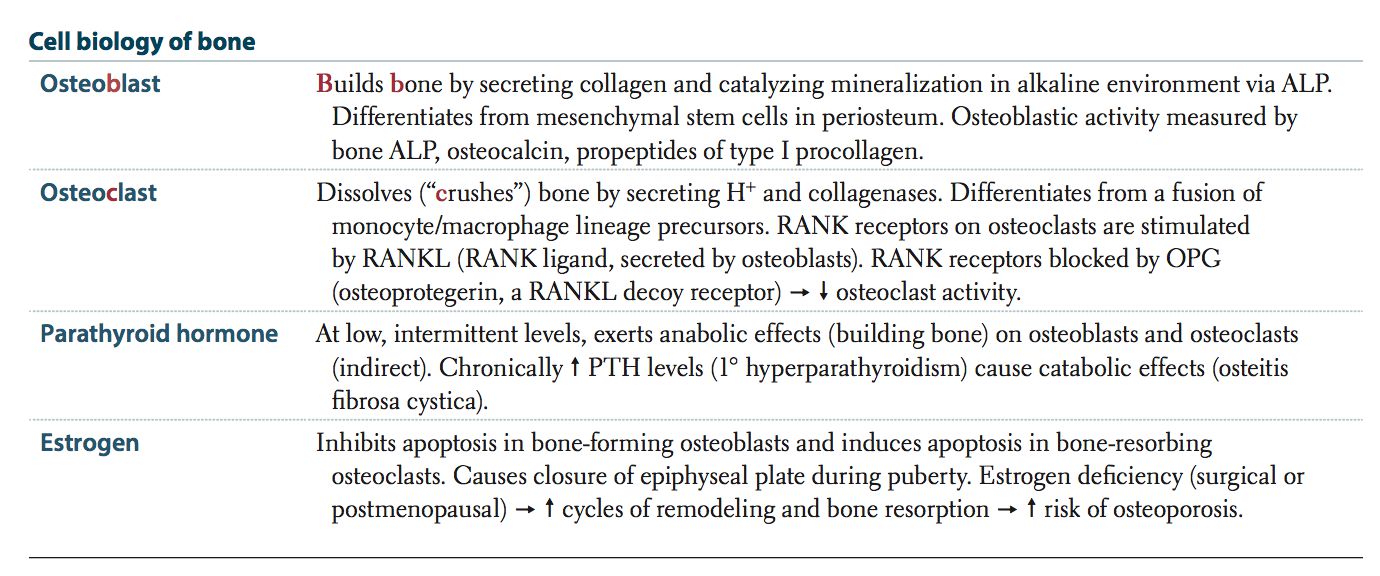 Cell biology of bone
Osteoblast Builds bone by secreting collagen and catalyzing mineralization in alkaline environment via ALP.
Differentiates from mesenchymal stem cells in periosteum. Osteoblastic activity measured by
bone ALP, osteocalcin, propeptides of type I procollagen.
Osteoclast Dissolves (“crushes”) bone by secreting H⁺ and collagenases. Differentiates from a fusion of
monocyte/macrophage lineage precursors. RANK receptors on osteoclasts are stimulated
by RANKL (RANK ligand, secreted by osteoblasts). RANK receptors blocked by OPG
(osteoprotegerin, a RANKL decoy receptor) → ↓ osteoclast activity.
Parathyroid hormone At low, intermittent levels, exerts anabolic effects (building bone) on osteoblasts and osteoclasts
(indirect). Chronically ↑ PTH levels (1° hyperparathyroidism) cause catabolic effects (osteitis
fibrosa cystica).
Estrogen Inhibits apoptosis in bone-forming osteoblasts and induces apoptosis in bone-resorbing
osteoclasts. Causes closure of epiphyseal plate during puberty. Estrogen deficiency (surgical or
postmenopausal) → ↑ cycles of remodeling and bone resorption → ↑ risk of osteoporosis.